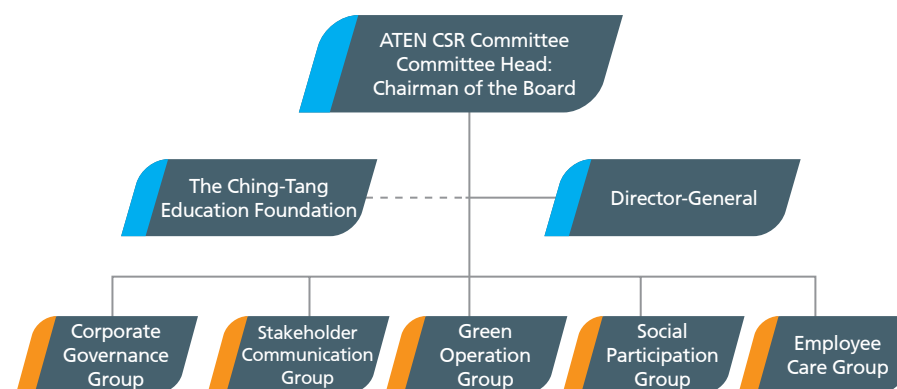 ATEN CSR Committee
Committee Head:
Chairman of the Board
The Ching-Tang
Education Foundation
Director-General
Corporate
Governance
Group
Stakeholder
Communication
Group
Green
Operation
Group
Social
Participation
Group
Employee
Care Group